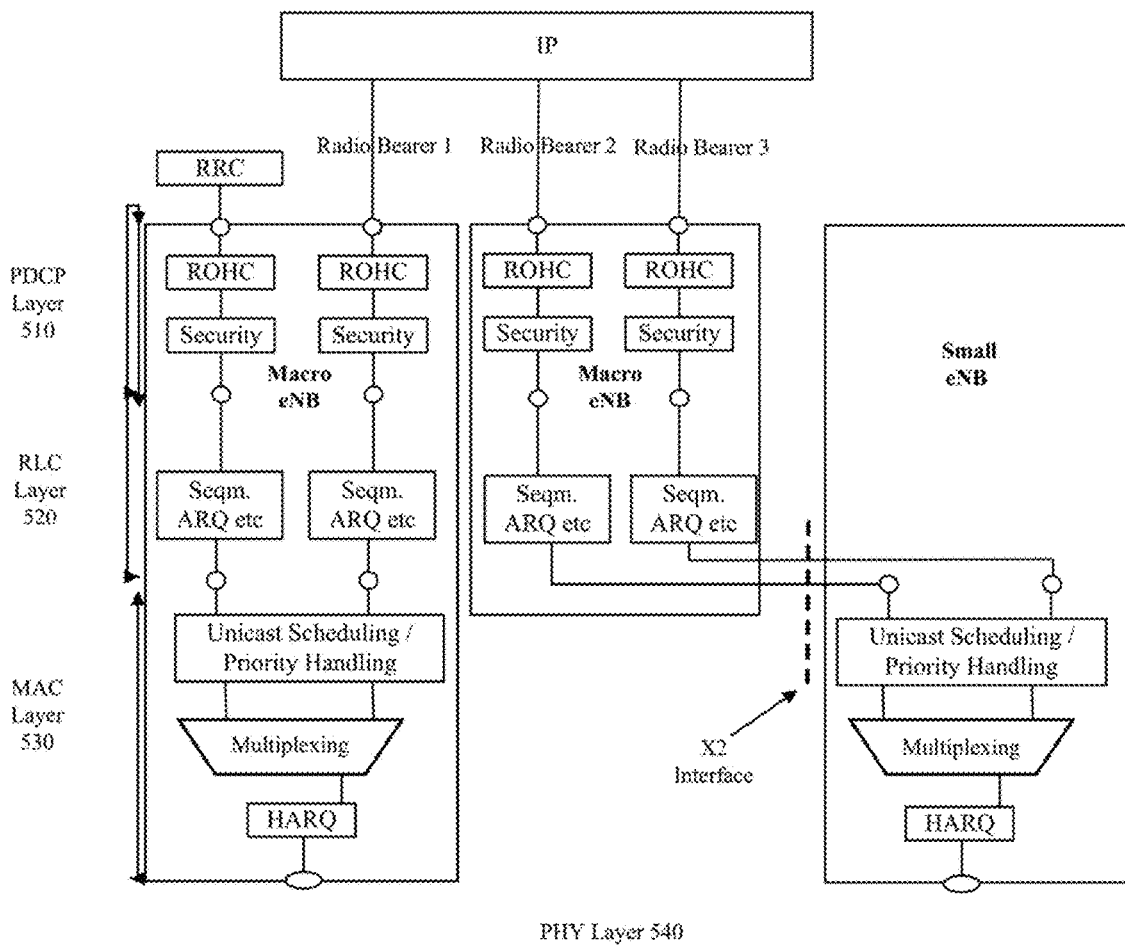 IP
Radio Bearer 1
Radio Bearer 2
Radio Bearer 3
RRC
PDCP
Layer
510
ROHC
ROHC
ROHC
ROHC
Security
Security
Security
Security
Macro
eNB
Macro
eNB
Small
eNB
RLC
Layer
520
Seqm.
ARQ etc
Seqm.
ARQ etc
Seqm.
ARQ etc
Seqm.
ARQ etc
Unicast Scheduling /
Priority Handling
Unicast Scheduling /
Priority Handling
MAC
Layer
530
Multiplexing
X2
Interface
Multiplexing
HARQ
HARQ
PHY Layer 540